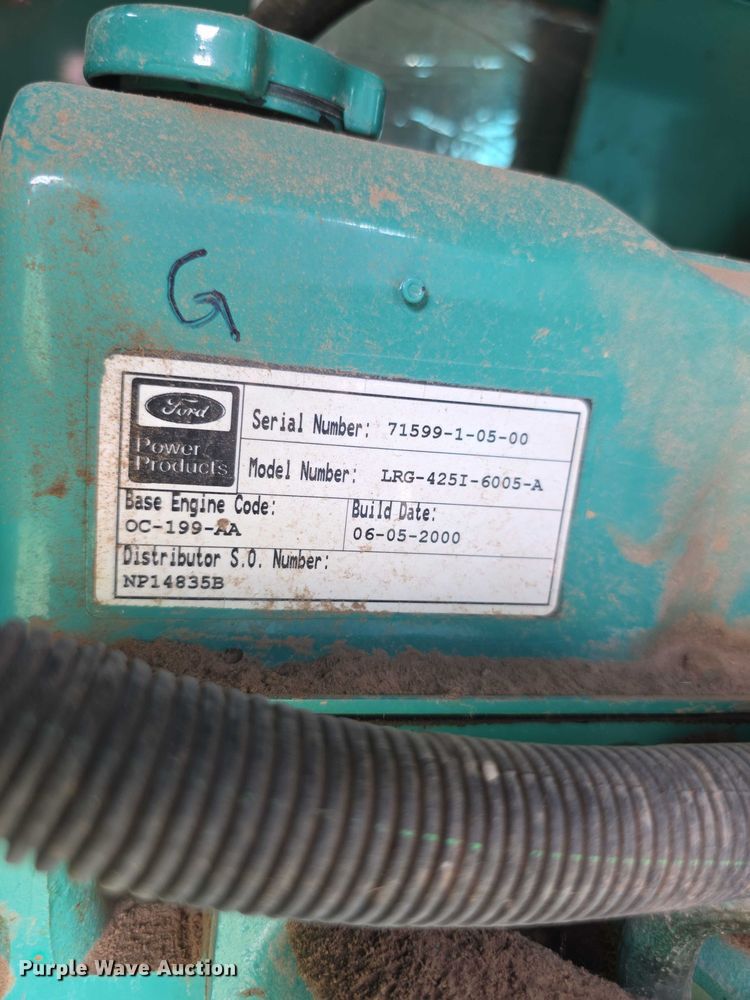 G
Ford
Power
Products
Serial Number: 71599-1-05-00
Model Number: LRG-425I-6005-A
Base Engine Code:
OC-199-AA
Build Date:
06-05-2000
Distributor S.O. Number:
NP14835B
Purple Wave Auction